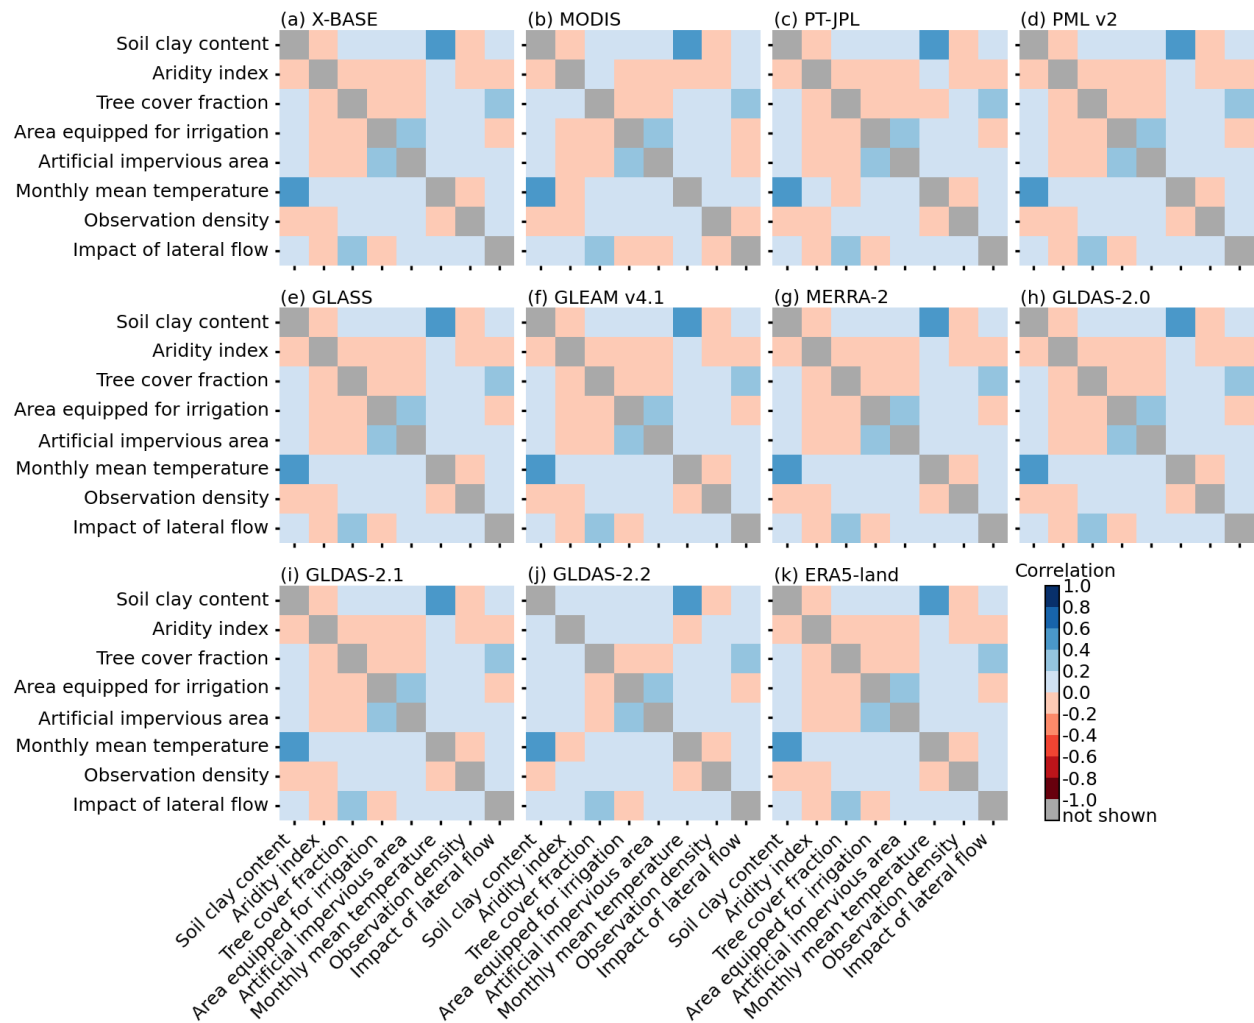 (a) X-BASE
(b) MODIS
(c) PT-JPL
(d) PML v2
Soil clay content
Aridity index
Tree cover fraction
Area equipped for irrigation
Artificial impervious area
Monthly mean temperature
Observation density
Impact of lateral flow
(e) GLASS
(f) GLEAM v4.1
(g) MERRA-2
(h) GLDAS-2.0
Soil clay content
Aridity index
Tree cover fraction
Area equipped for irrigation
Artificial impervious area
Monthly mean temperature
Observation density
Impact of lateral flow
(i) GLDAS-2.1
(j) GLDAS-2.2
(k) ERA5-land
Soil clay content
Aridity index
Tree cover fraction
Area equipped for irrigation
Artificial impervious area
Monthly mean temperature
Observation density
Impact of lateral flow
Correlation
1.0
0.8
0.6
0.4
0.2
0.0
-0.2
-0.4
-0.6
-0.8
-1.0
not shown
Soil clay content
Aridity index
Tree cover fraction
Area equipped for irrigation
Artificial impervious area
Monthly mean temperature
Observation density
Impact of lateral flow
Soil clay content
Aridity index
Tree cover fraction
Area equipped for irrigation
Artificial impervious area
Monthly mean temperature
Observation density
Impact of lateral flow
Soil clay content
Aridity index
Tree cover fraction
Area equipped for irrigation
Artificial impervious area
Monthly mean temperature
Observation density
Impact of lateral flow